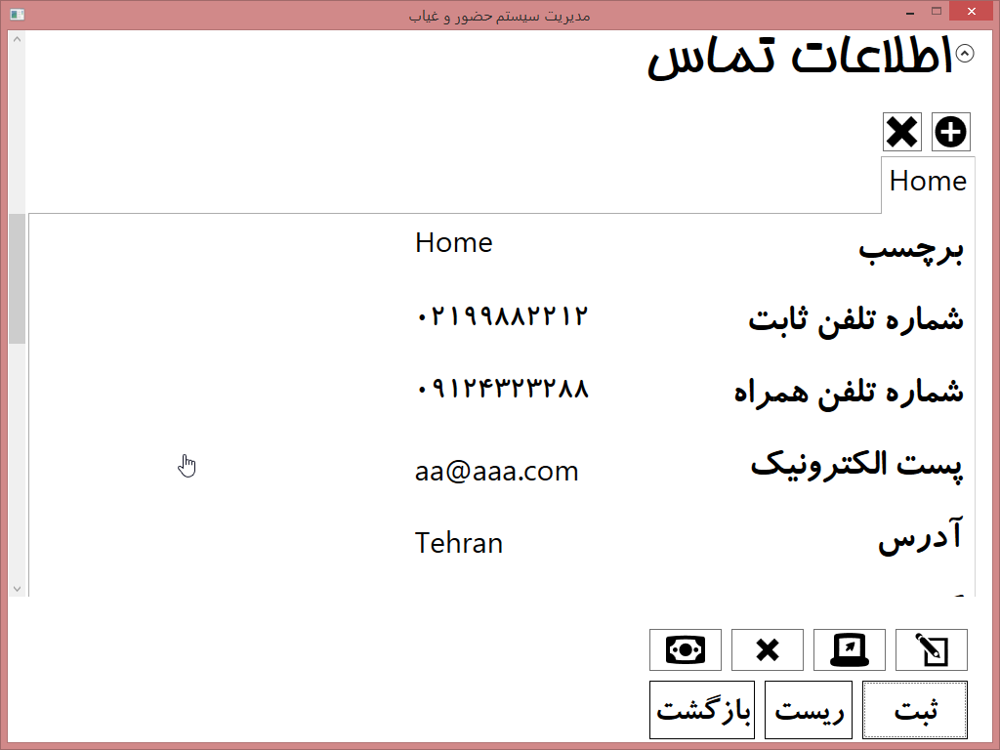 مدیریت سیستم حضور و غیاب
اطلاعات تماس
Home
برچسب Home
شماره تلفن ثابت ۰۲۱۹۹۸۸۲۲۱۲
شماره تلفن همراه ۰۹۱۲۴۳۲۳۲۸۸
پست الکترونیک aa@aaa.com
آدرس Tehran
ثبت ریست بازگشت